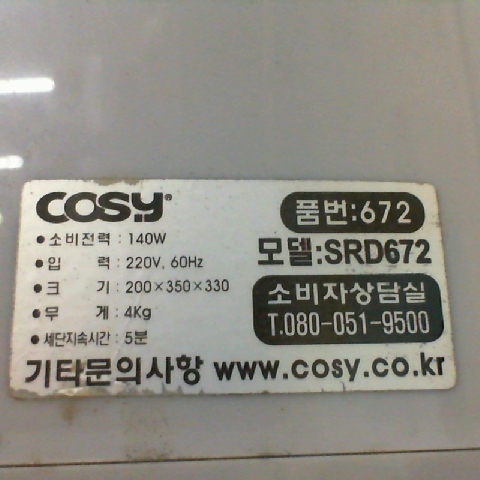 COSY®
품번:672
• 소비전력 : 140W
모델:SRD672
• 입 력 : 220V, 60Hz
• 크 기 : 200×350×330
소비자상담실
• 무 게 : 4Kg
T.080-051-9500
• 세단지속시간 : 5분
기타문의사항 www.cosy.co.kr